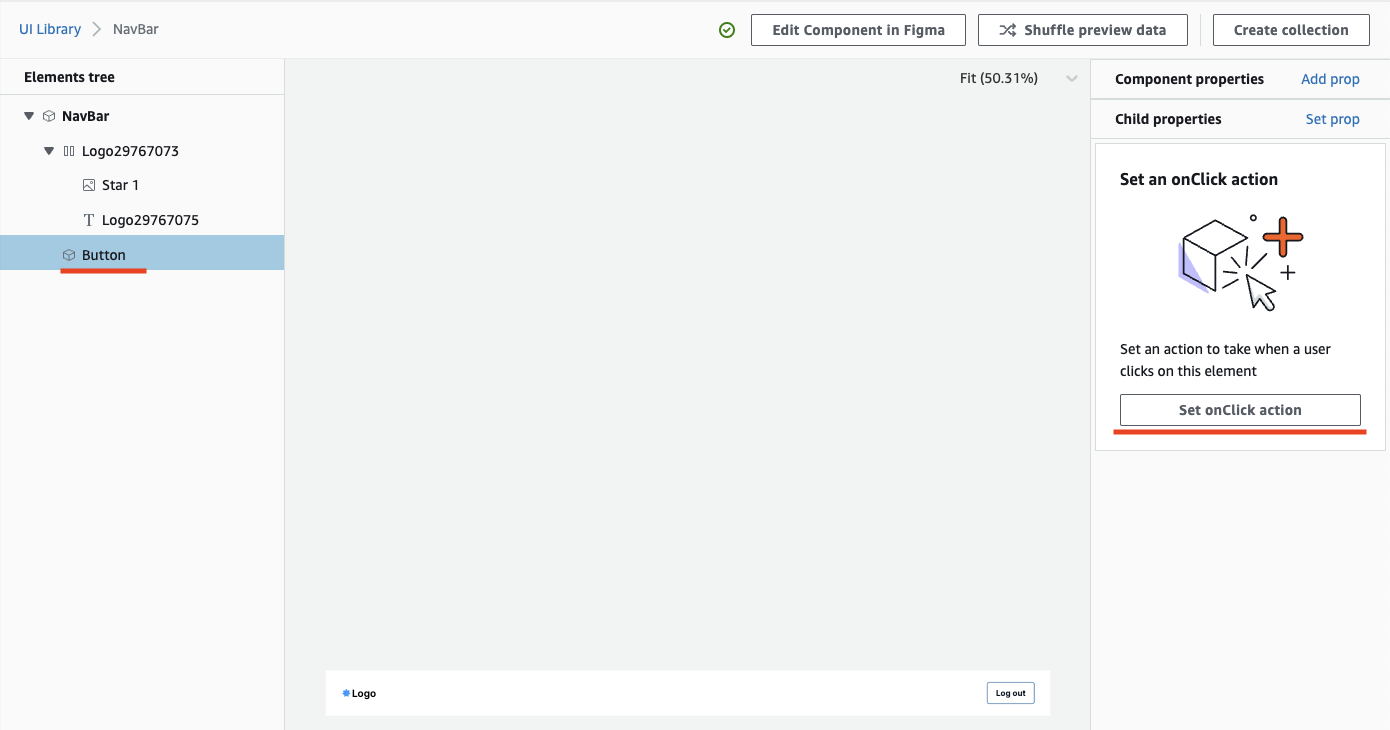 UI Library
NavBar
Edit Component in Figma
Shuffle preview data
Create collection
Elements tree
NavBar
Logo29767073
Star 1
Logo29767075
Button
Fit (50.31%)
Logo
Log out
Component properties
Add prop
Child properties
Set prop
Set an onClick action
Set an action to take when a user
clicks on this element
Set onClick action